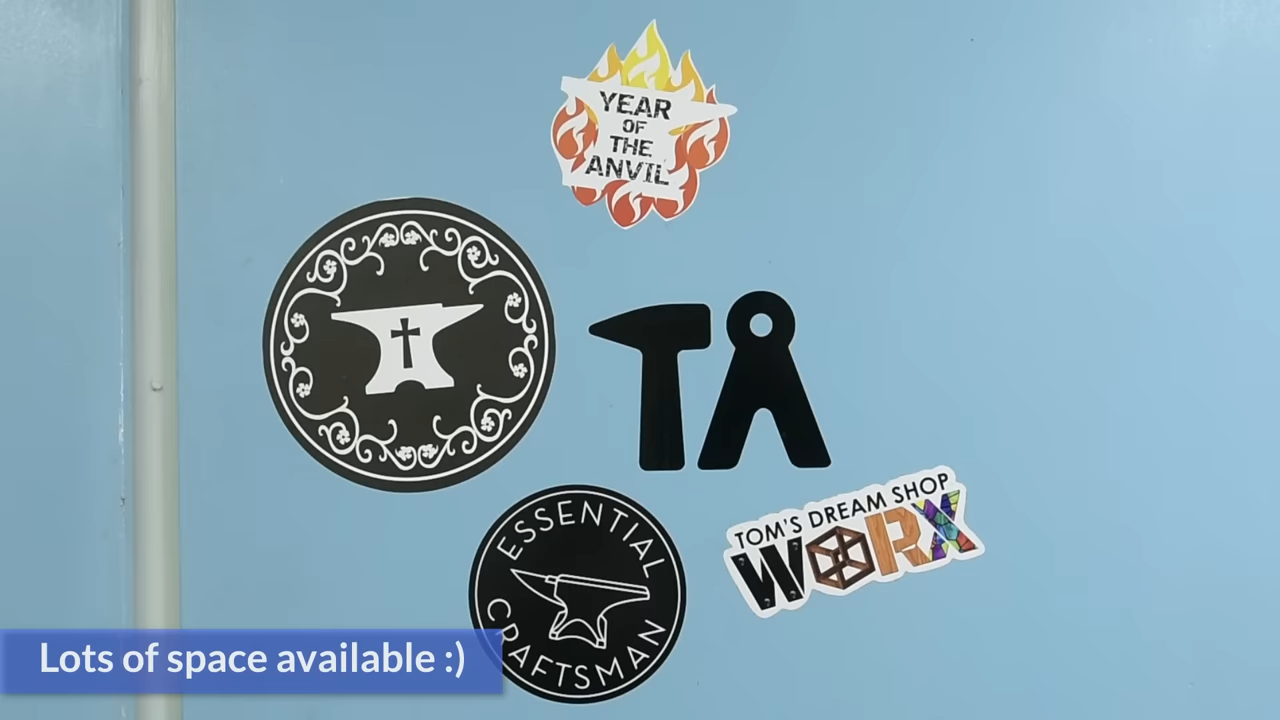 YEAR
OF
THE
ANVIL
TÅ
ESSENTIAL
CRAFTSMAN
TOM'S DREAM SHOP
WORX
Lots of space available :)